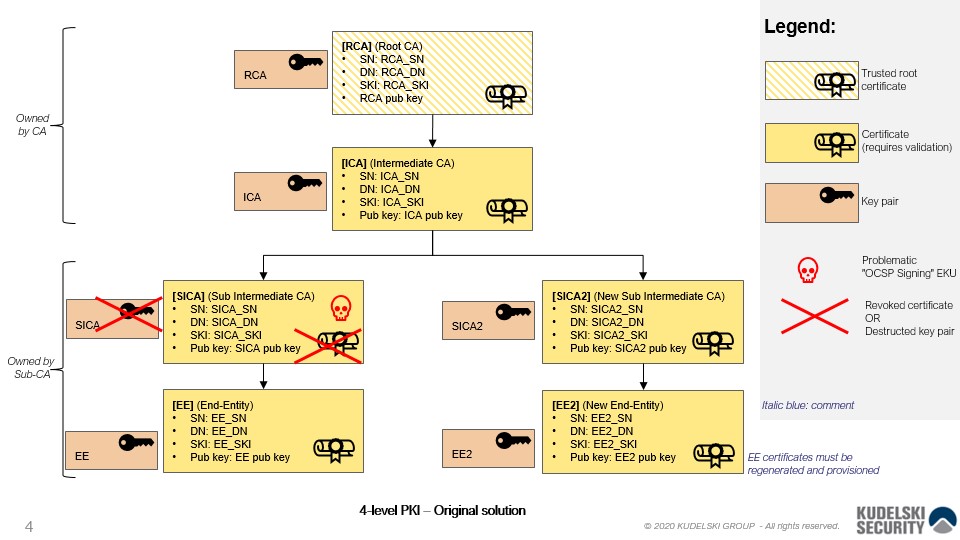 Legend:
[RCA] (Root CA)
• SN: RCA_SN
• DN: RCA_DN
• SKI: RCA_SKI
• RCA pub key
RCA
Trusted root
certificate
Owned
by CA
Certificate
(requires validation)
[ICA] (Intermediate CA)
• SN: ICA_SN
• DN: ICA_DN
• SKI: ICA_SKI
• Pub key: ICA pub key
ICA
Key pair
Problematic
"OCSP Signing" EKU
Revoked certificate
OR
Destructed key pair
[SICA] (Sub Intermediate CA)
• SN: SICA_SN
• DN: SICA_DN
• SKI: SICA_SKI
• Pub key: SICA pub key
SICA
[SICA2] (New Sub Intermediate CA)
• SN: SICA2_SN
• DN: SICA2_DN
• SKI: SICA2_SKI
• Pub key: SICA2 pub key
SICA2
Owned by
Sub-CA
[EE] (End-Entity)
• SN: EE_SN
• DN: EE_DN
• SKI: EE_SKI
• Pub key: EE pub key
EE
[EE2] (New End-Entity)
• SN: EE2_SN
• DN: EE2_DN
• SKI: EE2_SKI
• Pub key: EE2 pub key
EE2
Italic blue: comment
EE certificates must be
regenerated and provisioned
4-level PKI – Original solution
4
© 2020 KUDELSKI GROUP - All rights reserved.
KUDELSKI
SECURITY